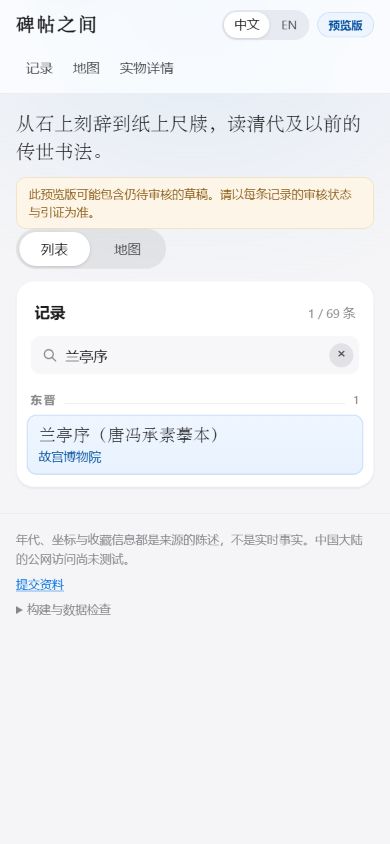 碑帖之间
中文 EN 预览版
记录 地图 实物详情
从石上刻辞到纸上尺牍，读清代及以前的
传世书法。
此预览版可能包含仍待审核的草稿。请以每条记录的审核状态
与引证为准。
列表 地图
记录 1 / 69 条
兰亭序 ×
东晋 1
兰亭序（唐冯承素摹本）
故宫博物院
年代、坐标与收藏信息都是来源的陈述，不是实时事实。中国大陆
的公网访问尚未测试。
提交资料
▶ 构建与数据检查